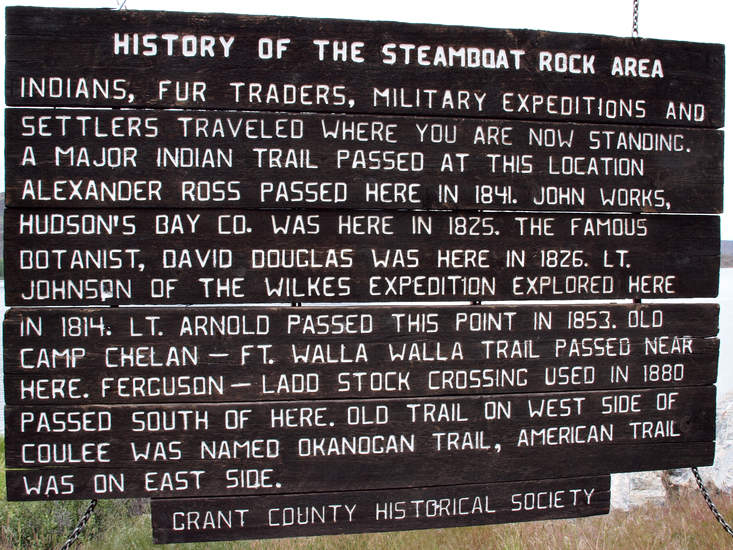 HISTORY OF THE STEAMBOAT ROCK AREA
INDIANS, FUR TRADERS, MILITARY EXPEDITIONS AND
SETTLERS TRAVELED WHERE YOU ARE NOW STANDING.
A MAJOR INDIAN TRAIL PASSED AT THIS LOCATION
ALEXANDER ROSS PASSED HERE IN 1841. JOHN WORKS,
HUDSON'S BAY CO. WAS HERE IN 1825. THE FAMOUS
BOTANIST, DAVID DOUGLAS WAS HERE IN 1826. LT.
JOHNSON OF THE WILKES EXPEDITION EXPLORED HERE
IN 1814. LT. ARNOLD PASSED THIS POINT IN 1853. OLD
CAMP CHELAN – FT. WALLA WALLA TRAIL PASSED NEAR
HERE. FERGUSON – LADD STOCK CROSSING USED IN 1880
PASSED SOUTH OF HERE. OLD TRAIL ON WEST SIDE OF
COULEE WAS NAMED OKANOGAN TRAIL, AMERICAN TRAIL
WAS ON EAST SIDE.
GRANT COUNTY HISTORICAL SOCIETY